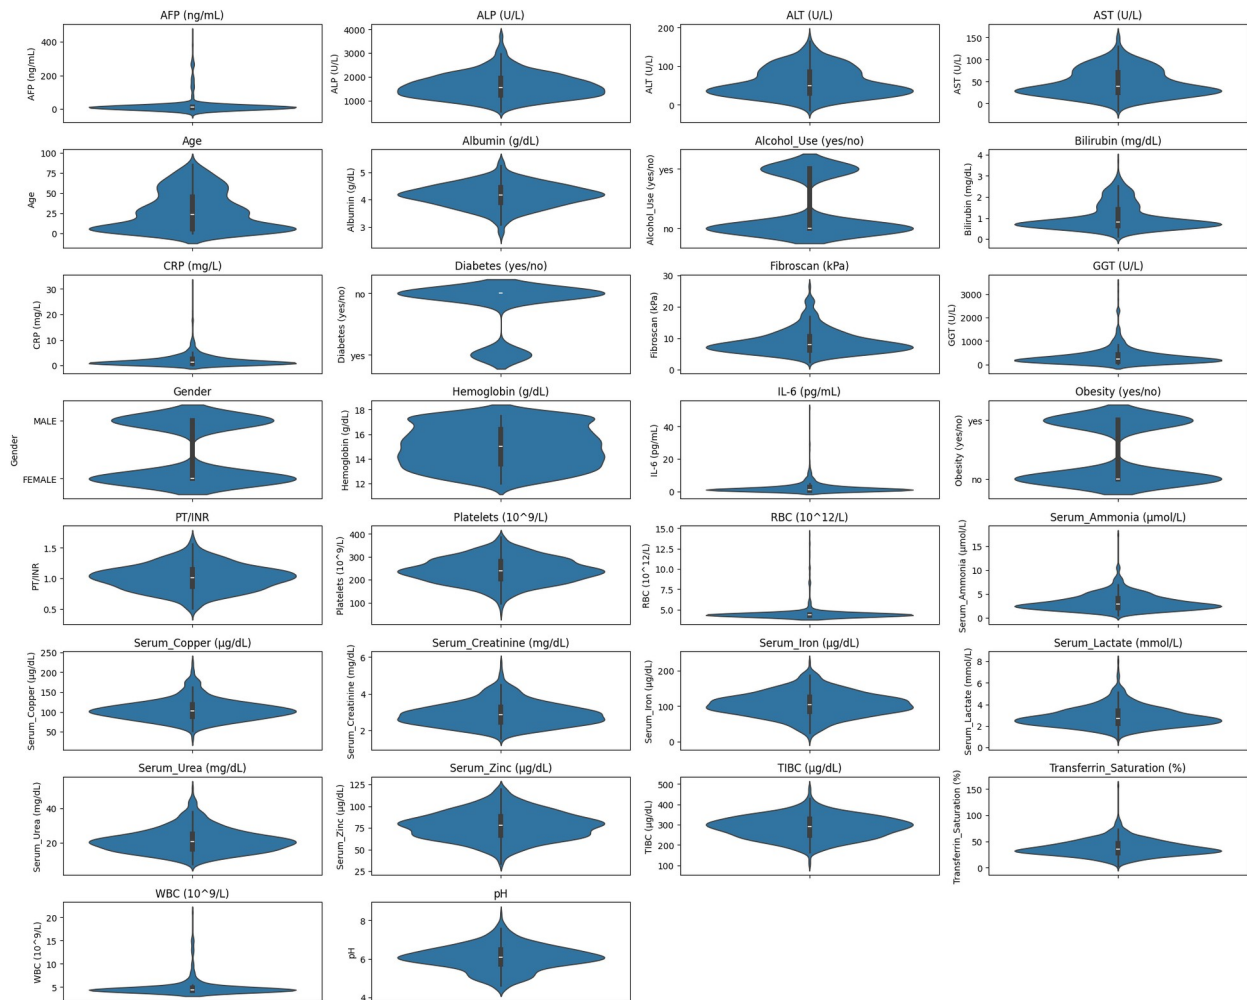 AFP (ng/mL)
AFP (ng/mL)
400
200
0
ALP (U/L)
ALP (U/L)
4000
3000
2000
1000
ALT (U/L)
ALT (U/L)
200
100
0
AST (U/L)
AST (U/L)
150
100
50
0
Age
Age
100
75
50
25
0
Albumin (g/dL)
Albumin (g/dL)
5
4
3
Alcohol_Use (yes/no)
Alcohol_Use (yes/no)
yes
no
Bilirubin (mg/dL)
Bilirubin (mg/dL)
4
3
2
1
0
CRP (mg/L)
CRP (mg/L)
30
20
10
0
Diabetes (yes/no)
Diabetes (yes/no)
no
yes
Fibroscan (kPa)
Fibroscan (kPa)
30
20
10
0
GGT (U/L)
GGT (U/L)
3000
2000
1000
0
Gender
Gender
MALE
FEMALE
Hemoglobin (g/dL)
Hemoglobin (g/dL)
18
16
14
12
IL-6 (pg/mL)
IL-6 (pg/mL)
40
20
0
Obesity (yes/no)
Obesity (yes/no)
yes
no
PT/INR
PT/INR
1.5
1.0
0.5
Platelets (10^9/L)
Platelets (10^9/L)
400
300
200
100
RBC (10^12/L)
RBC (10^12/L)
15.0
12.5
10.0
7.5
5.0
Serum_Ammonia (µmol/L)
Serum_Ammonia (µmol/L)
15
10
5
0
Serum_Copper (µg/dL)
Serum_Copper (µg/dL)
250
200
150
100
50
Serum_Creatinine (mg/dL)
Serum_Creatinine (mg/dL)
6
4
2
Serum_Iron (µg/dL)
Serum_Iron (µg/dL)
200
100
0
Serum_Lactate (mmol/L)
Serum_Lactate (mmol/L)
8
6
4
2
0
Serum_Urea (mg/dL)
Serum_Urea (mg/dL)
40
20
Serum_Zinc (µg/dL)
Serum_Zinc (µg/dL)
125
100
75
50
25
TIBC (µg/dL)
TIBC (µg/dL)
500
400
300
200
100
Transferrin_Saturation (%)
Transferrin_Saturation (%)
150
100
50
0
WBC (10^9/L)
WBC (10^9/L)
20
15
10
5
pH
pH
8
6
4